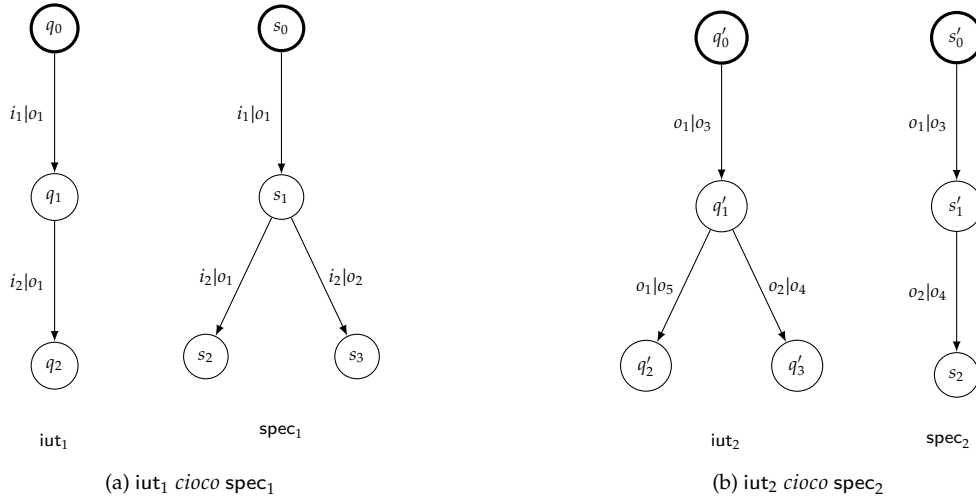 q₀
s₀
q′₀
s′₀
i₁|o₁
i₁|o₁
o₁|o₃
o₁|o₃
q₁
s₁
q′₁
s′₁
i₂|o₁
i₂|o₁
i₂|o₂
o₁|o₅
o₂|o₄
o₂|o₄
q₂
s₂
s₃
q′₂
q′₃
s₂
iut₁
spec₁
iut₂
spec₂
(a) iut₁ cioco spec₁
(b) iut₂ cioco spec₂